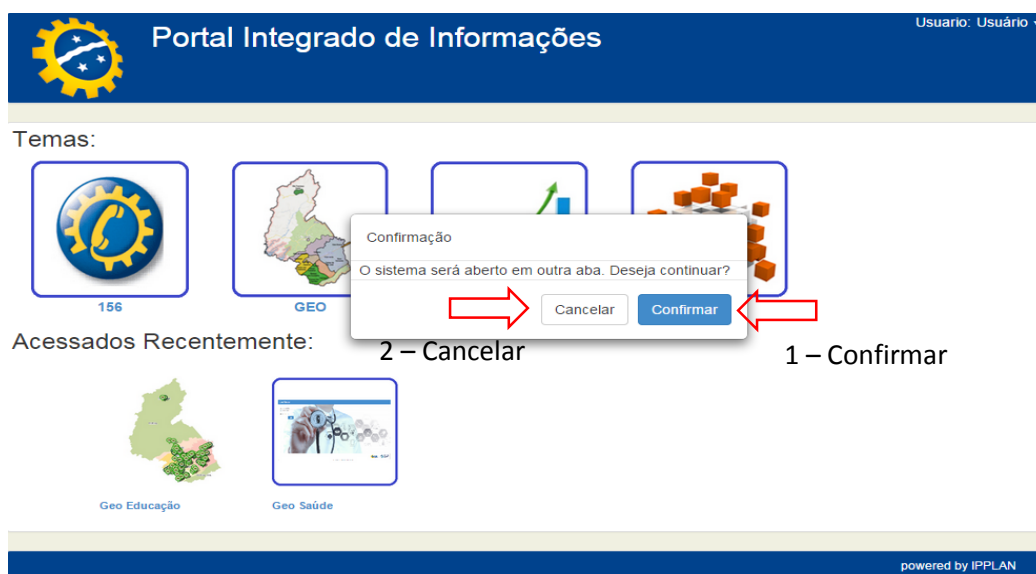 Usuario: Usuário
Portal Integrado de Informações
Temas:
156
GEO
Confirmação
O sistema será aberto em outra aba. Deseja continuar?
Cancelar
Confirmar
2 – Cancelar
1 – Confirmar
Acessados Recentemente:
Geo Educação
Geo Saúde
powered by IPPLAN